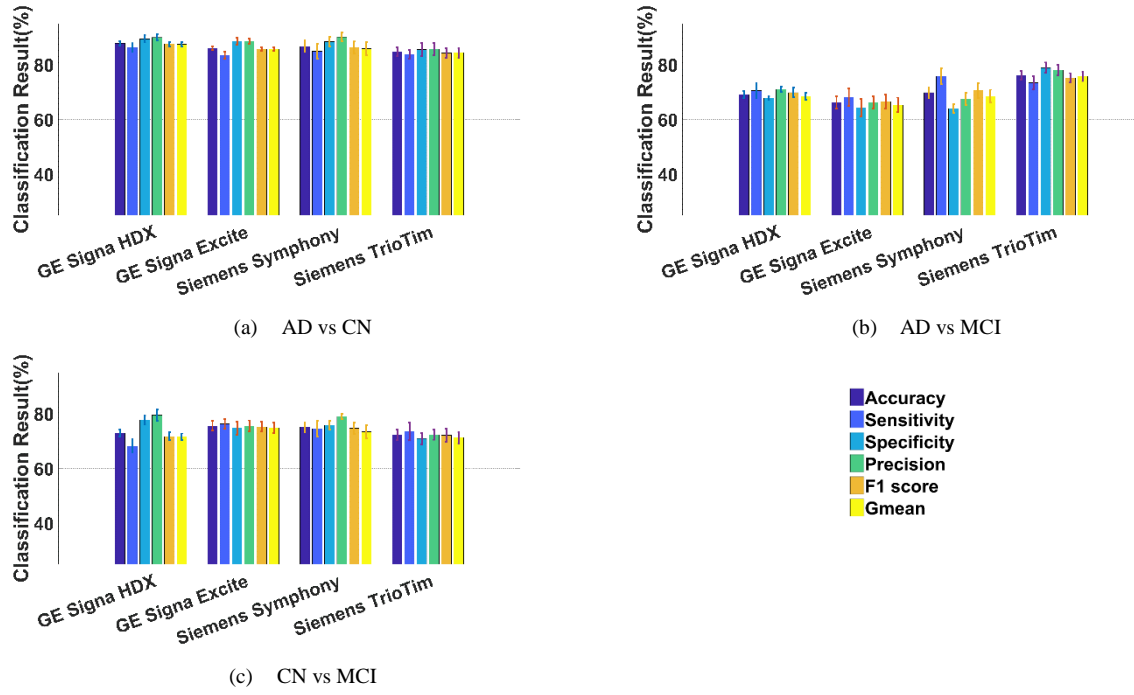 Classification Result(%)
80
60
40
GE Signa HDX
GE Signa Excite
Siemens Symphony
Siemens TrioTim
(a) AD vs CN
Classification Result(%)
80
60
40
GE Signa HDX
GE Signa Excite
Siemens Symphony
Siemens TrioTim
(b) AD vs MCI
Classification Result(%)
80
60
40
GE Signa HDX
GE Signa Excite
Siemens Symphony
Siemens TrioTim
(c) CN vs MCI
Accuracy
Sensitivity
Specificity
Precision
F1 score
Gmean